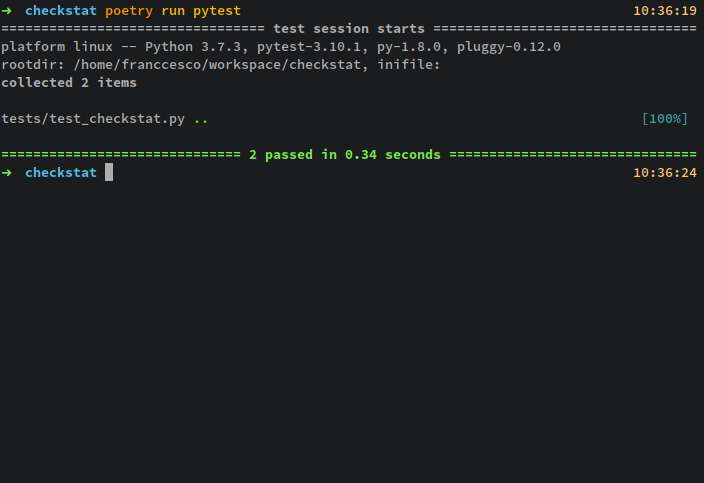 ➜ checkstat poetry run pytest 10:36:19
================================= test session starts =================================
platform linux -- Python 3.7.3, pytest-3.10.1, py-1.8.0, pluggy-0.12.0
rootdir: /home/franccesco/workspace/checkstat, inifile:
collected 2 items
tests/test_checkstat.py .. [100%]
============================== 2 passed in 0.34 seconds ===============================
➜ checkstat 10:36:24